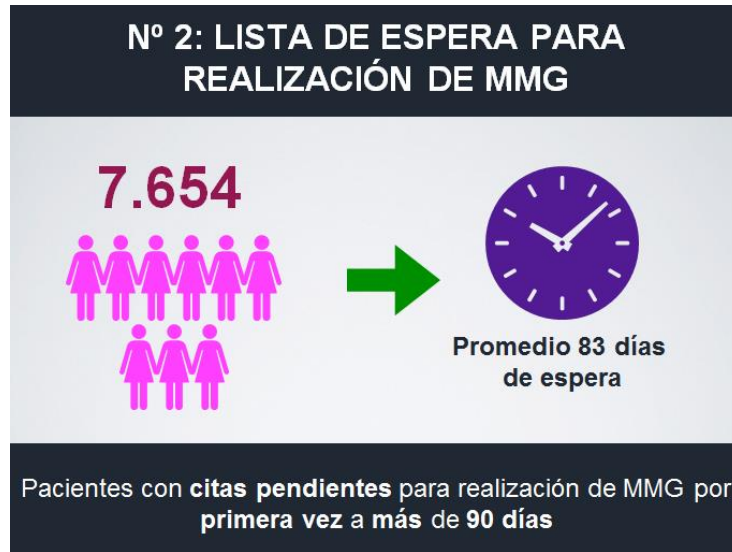 Nº 2: LISTA DE ESPERA PARA
REALIZACIÓN DE MMG
7.654
Promedio 83 días
de espera
Pacientes con citas pendientes para realización de MMG por
primera vez a más de 90 días